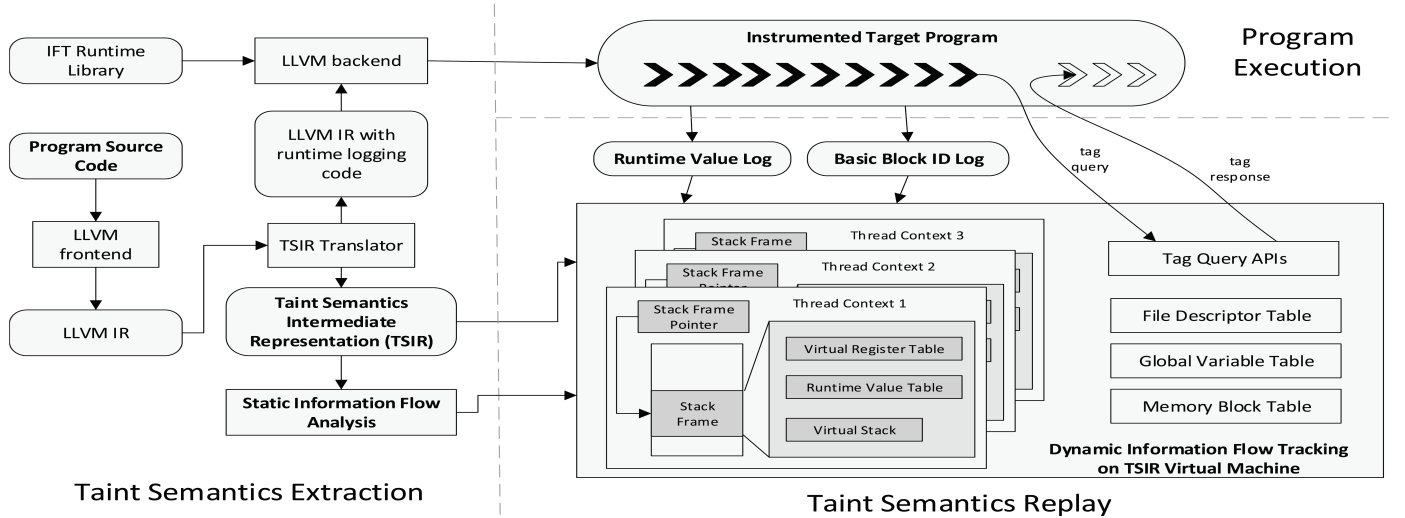 IFT Runtime
Library
LLVM backend
LLVM IR with
runtime logging
code
Program Source
Code
LLVM
frontend
TSIR Translator
LLVM IR
Taint Semantics
Intermediate
Representation (TSIR)
Static Information Flow
Analysis
Taint Semantics Extraction
Instrumented Target Program
Program
Execution
Runtime Value Log
Basic Block ID Log
tag
query
tag
response
Stack Frame
Thread Context 3
Stack Frame
Pointer
Thread Context 2
Stack Frame
Pointer
Thread Context 1
Stack
Frame
Virtual Register Table
Runtime Value Table
Virtual Stack
Tag Query APIs
File Descriptor Table
Global Variable Table
Memory Block Table
Dynamic Information Flow Tracking
on TSIR Virtual Machine
Taint Semantics Replay